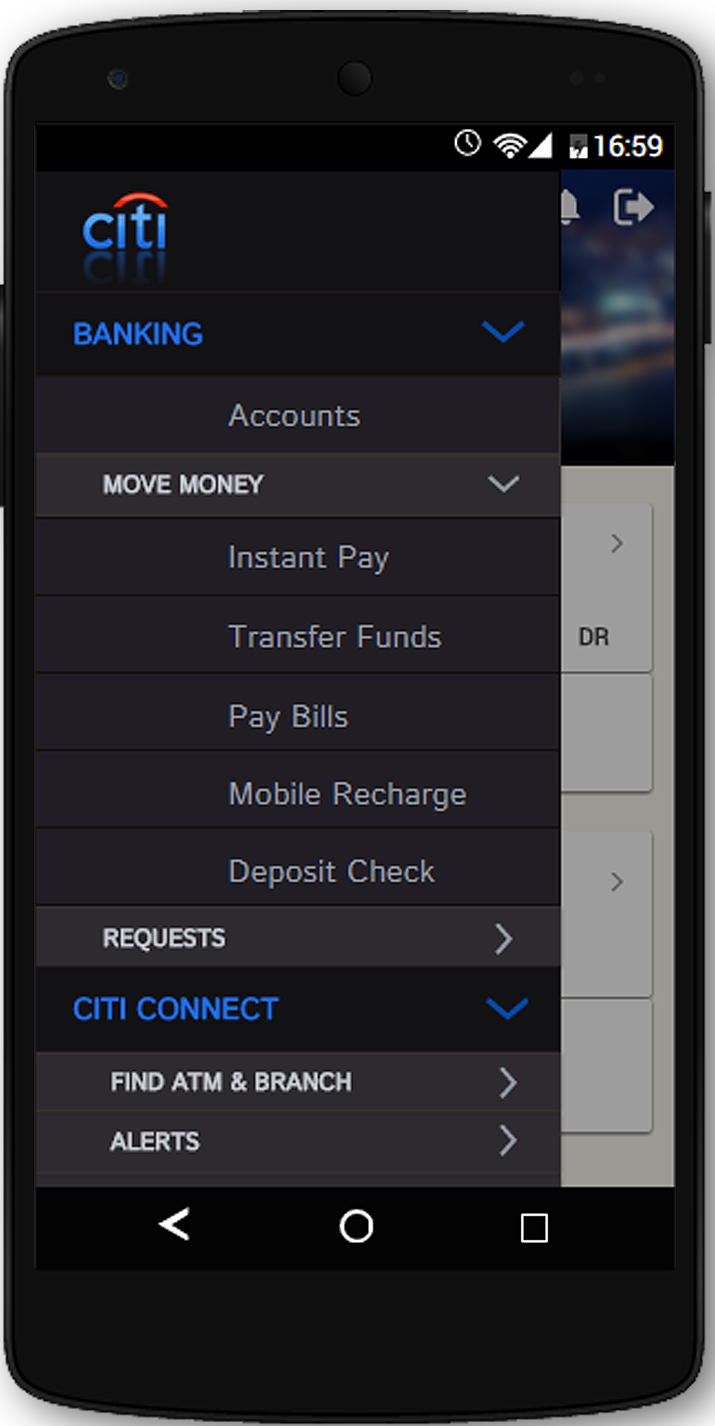 16:59
citi
BANKING
Accounts
MOVE MONEY
Instant Pay
Transfer Funds
DR
Pay Bills
Mobile Recharge
Deposit Check
REQUESTS
CITI CONNECT
FIND ATM & BRANCH
ALERTS